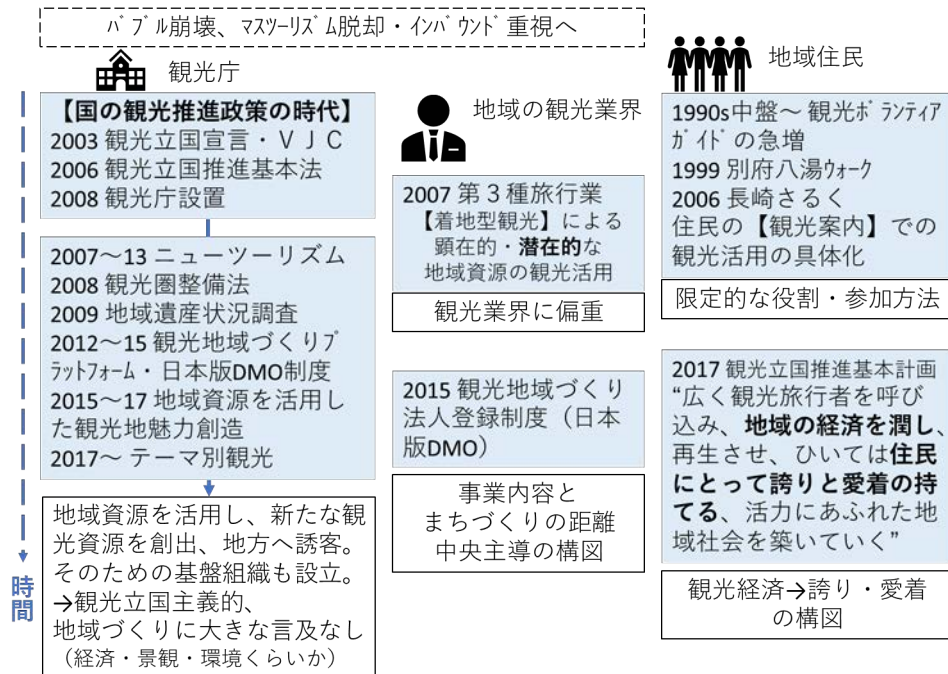 ﾊﾞﾌﾞﾙ崩壊、ﾏｽﾂｰﾘｽﾞﾑ脱却・ｲﾝﾊﾞｳﾝﾄﾞ重視へ
観光庁
【国の観光推進政策の時代】
2003 観光立国宣言・ＶＪＣ
2006 観光立国推進基本法
2008 観光庁設置
2007～13 ニューツーリズム
2008 観光圏整備法
2009 地域遺産状況調査
2012～15 観光地域づくりﾌﾟ
ﾗｯﾄﾌｫｰﾑ・日本版DMO制度
2015～17 地域資源を活用し
た観光地魅力創造
2017～ テーマ別観光
地域資源を活用し、新たな観
光資源を創出、地方へ誘客。
そのための基盤組織も設立。
→観光立国主義的、
地域づくりに大きな言及なし
（経済・景観・環境くらいか）
時間
地域の観光業界
2007 第３種旅行業
【着地型観光】による
顕在的・潜在的な
地域資源の観光活用
観光業界に偏重
2015 観光地域づくり
法人登録制度（日本
版DMO）
事業内容と
まちづくりの距離
中央主導の構図
地域住民
1990s中盤～ 観光ﾎﾞﾗﾝﾃｨｱ
ｶﾞｲﾄﾞの急増
1999 別府八湯ｳｫｰｸ
2006 長崎さるく
住民の【観光案内】での
観光活用の具体化
限定的な役割・参加方法
2017 観光立国推進基本計画
“広く観光旅行者を呼び
込み、地域の経済を潤し、
再生させ、ひいては住民
にとって誇りと愛着の持
てる、活力にあふれた地
域社会を築いていく”
観光経済→誇り・愛着
の構図